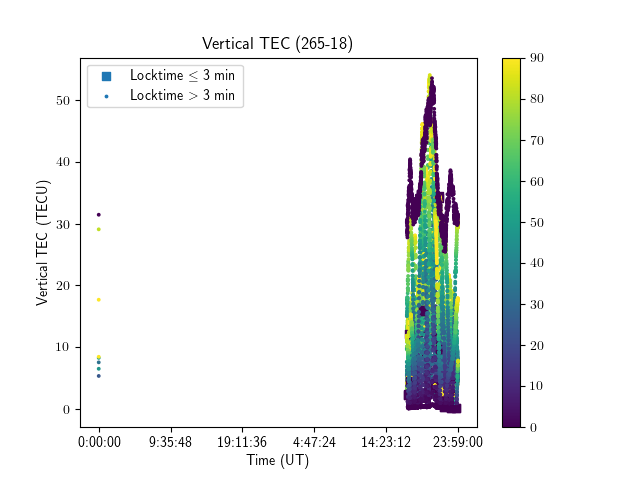 Vertical TEC (265-18)
Locktime ≤ 3 min
Locktime > 3 min
Vertical TEC (TECU)
50
40
30
20
10
0
0:00:00 9:35:48 19:11:36 4:47:24 14:23:12 23:59:00
Time (UT)
90
80
70
60
50
40
30
20
10
0